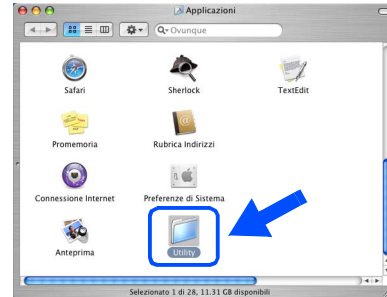 Applicazioni
Ovunque
Safari
Sherlock
TextEdit
Promemoria
Rubrica Indirizzi
Connessione Internet
Preferenze di Sistema
Anteprima
Utility
Selezionato 1 di 28, 11.31 GB disponibili